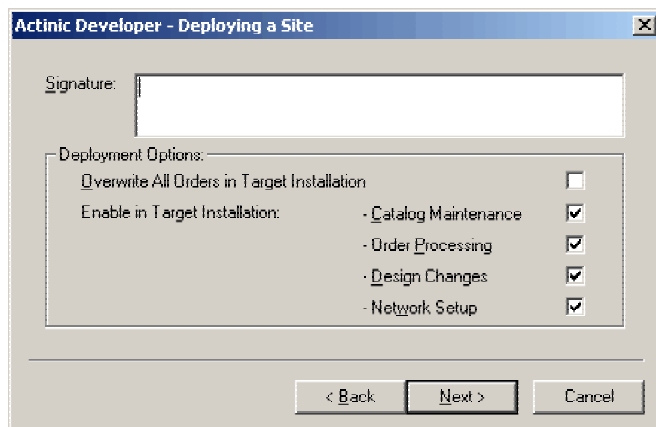 Actinic Developer - Deploying a Site
Signature:
Deployment Options:
Overwrite All Orders in Target Installation
Enable in Target Installation: - Catalog Maintenance
- Order Processing
- Design Changes
- Network Setup
< Back Next > Cancel